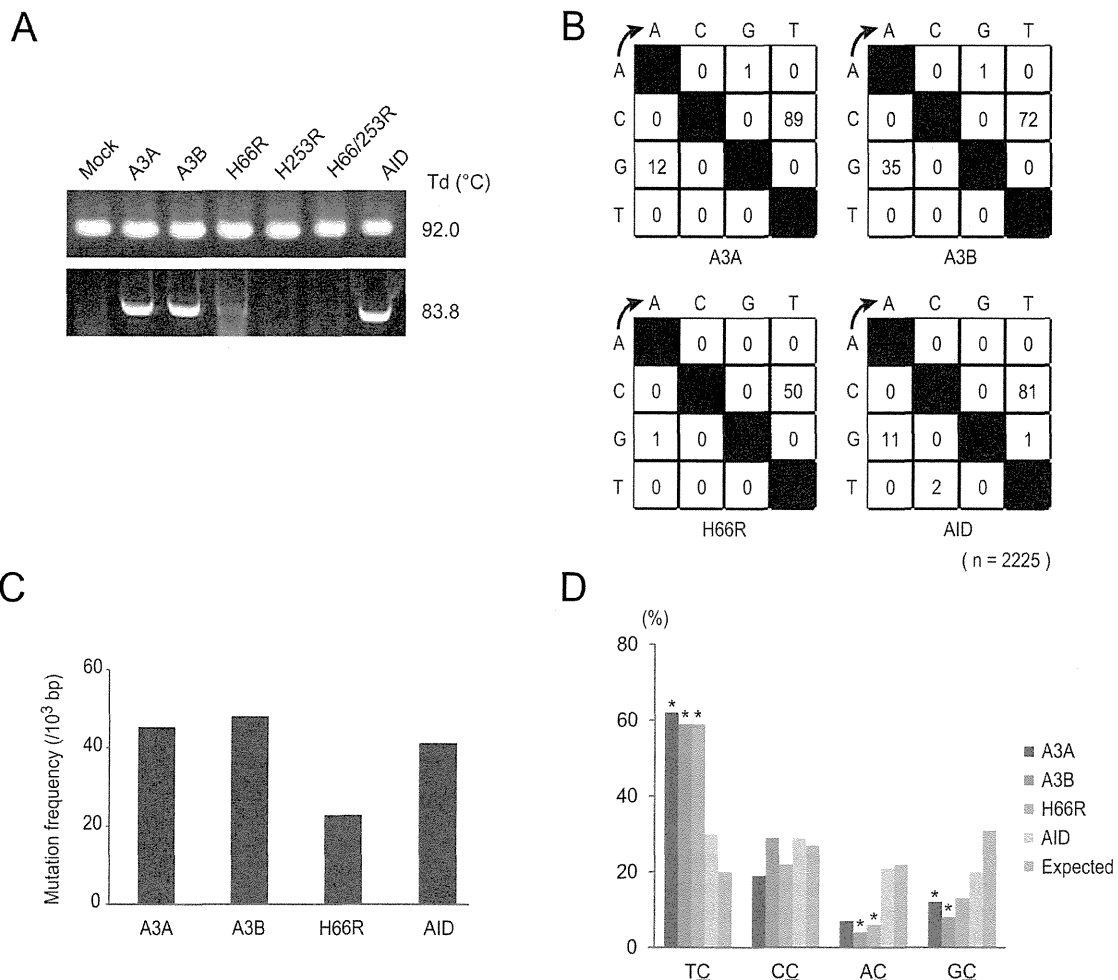 A
Mock A3A A3B H66R H253R H66/253R AID
Td (°C)
92.0
83.8
B
A C G T
A 0 1 0
C 0 0 89
G 12 0 0
T 0 0 0
A3A
A C G T
A 0 1 0
C 0 0 72
G 35 0 0
T 0 0 0
A3B
A C G T
A 0 0 0
C 0 0 50
G 1 0 0
T 0 0 0
H66R
A C G T
A 0 0 0
C 0 0 81
G 11 0 1
T 0 2 0
AID
( n = 2225 )
C
Mutation frequency (/10³ bp)
60
40
20
0
A3A A3B H66R AID
D
(%)
80
60
40
20
0
* * *
* *
* *
TC CC AC GC
A3A
A3B
H66R
AID
Expected